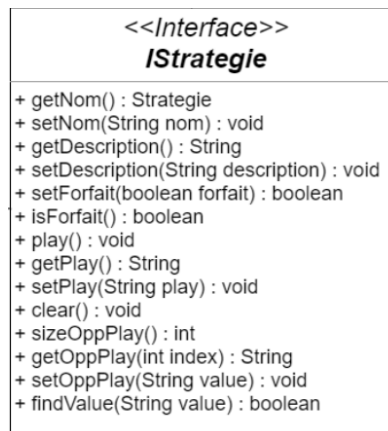 <<Interface>>
IStrategie
+ getNom() : Strategie
+ setNom(String nom) : void
+ getDescription() : String
+ setDescription(String description) : void
+ setForfait(boolean forfait) : boolean
+ isForfait() : boolean
+ play() : void
+ getPlay() : String
+ setPlay(String play) : void
+ clear() : void
+ sizeOppPlay() : int
+ getOppPlay(int index) : String
+ setOppPlay(String value) : void
+ findValue(String value) : boolean